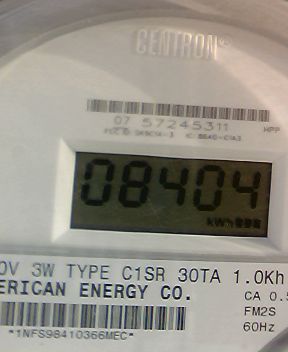 CENTRON®
07 57245311
HPP
08404
kWh
0V 3W TYPE C1SR 30TA 1.0Kh
ERICAN ENERGY CO.
CA 0.5
FM2S
*1NFS98410366MEC*
60Hz